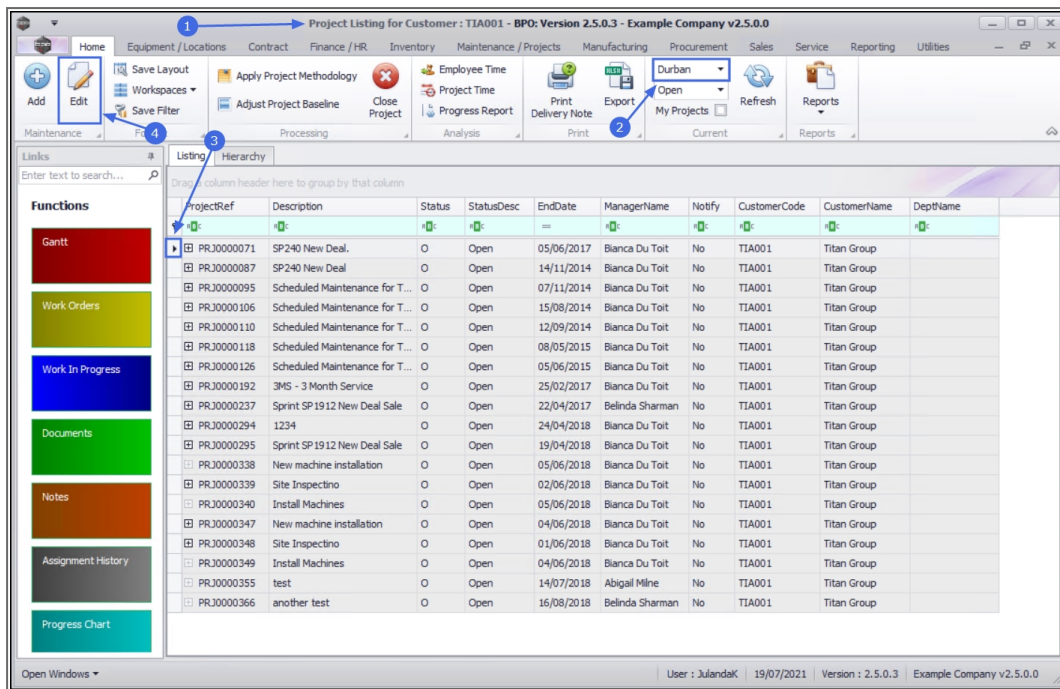 1
Project Listing for Customer : TIA001 - BPO: Version 2.5.0.3 - Example Company v2.5.0.0
Home Equipment / Locations Contract Finance / HR Inventory Maintenance / Projects Manufacturing Procurement Sales Service Reporting Utilities
Add
Edit
Save Layout
Workspaces
Save Filter
Apply Project Methodology
Adjust Project Baseline
Close Project
Employee Time
Project Time
Progress Report
Print Delivery Note
Export
Durban
Open
My Projects
Refresh
Reports
2
4
3
Maintenance Processing Analysis Print Current Reports
Links
Listing Hierarchy
Enter text to search...
Drag a column header here to group by that column
Functions
Gantt
Work Orders
Work In Progress
Documents
Notes
Assignment History
Progress Chart
ProjectRef Description Status StatusDesc EndDate ManagerName Notify CustomerCode CustomerName DeptName
PRJ0000071 SP240 New Deal. O Open 05/06/2017 Bianca Du Toit No TIA001 Titan Group
PRJ0000087 SP240 New Deal O Open 14/11/2014 Bianca Du Toit No TIA001 Titan Group
PRJ0000095 Scheduled Maintenance for T... O Open 07/11/2014 Bianca Du Toit No TIA001 Titan Group
PRJ0000106 Scheduled Maintenance for T... O Open 15/08/2014 Bianca Du Toit No TIA001 Titan Group
PRJ0000110 Scheduled Maintenance for T... O Open 12/09/2014 Bianca Du Toit No TIA001 Titan Group
PRJ0000118 Scheduled Maintenance for T... O Open 08/05/2015 Bianca Du Toit No TIA001 Titan Group
PRJ0000126 Scheduled Maintenance for T... O Open 05/06/2015 Bianca Du Toit No TIA001 Titan Group
PRJ0000192 3MS - 3 Month Service O Open 25/02/2017 Bianca Du Toit No TIA001 Titan Group
PRJ0000237 Sprint SP1912 New Deal Sale O Open 22/04/2017 Belinda Sharman No TIA001 Titan Group
PRJ0000294 1234 O Open 24/04/2018 Bianca Du Toit No TIA001 Titan Group
PRJ0000295 Sprint SP1912 New Deal Sale O Open 19/04/2018 Bianca Du Toit No TIA001 Titan Group
PRJ0000338 New machine installation O Open 05/06/2018 Bianca Du Toit No TIA001 Titan Group
PRJ0000339 Site Inspectino O Open 02/06/2018 Bianca Du Toit No TIA001 Titan Group
PRJ0000340 Install Machines O Open 05/06/2018 Bianca Du Toit No TIA001 Titan Group
PRJ0000347 New machine installation O Open 04/06/2018 Bianca Du Toit No TIA001 Titan Group
PRJ0000348 Site Inspectino O Open 01/06/2018 Bianca Du Toit No TIA001 Titan Group
PRJ0000349 Install Machines O Open 04/06/2018 Bianca Du Toit No TIA001 Titan Group
PRJ0000355 test O Open 14/07/2018 Abigail Milne No TIA001 Titan Group
PRJ0000366 another test O Open 16/08/2018 Belinda Sharman No TIA001 Titan Group
Open Windows
User : JulandaK 19/07/2021 Version : 2.5.0.3 Example Company v2.5.0.0